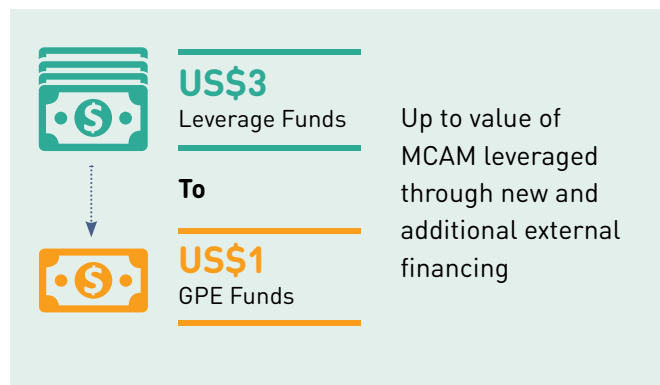 US$3
Leverage Funds
To
US$1
GPE Funds
Up to value of
MCAM leveraged
through new and
additional external
financing